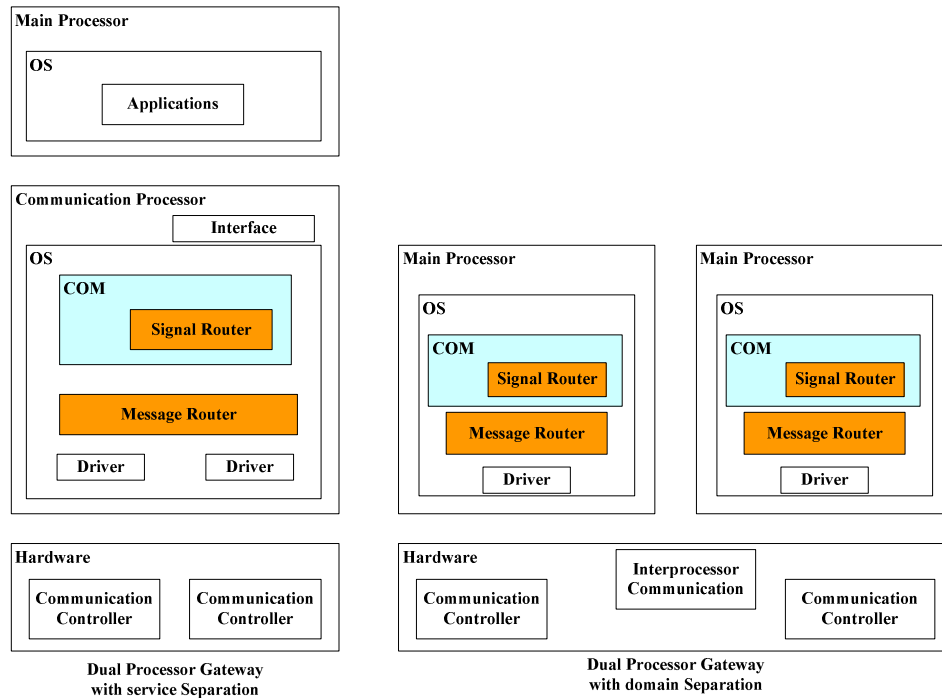 Main Processor
OS
Applications
Communication Processor
Interface
OS
COM
Signal Router
Message Router
Driver
Driver
Hardware
Communication
Controller
Communication
Controller
Dual Processor Gateway
with service Separation
Main Processor
OS
COM
Signal Router
Message Router
Driver
Main Processor
OS
COM
Signal Router
Message Router
Driver
Hardware
Communication
Controller
Interprocessor
Communication
Communication
Controller
Dual Processor Gateway
with domain Separation